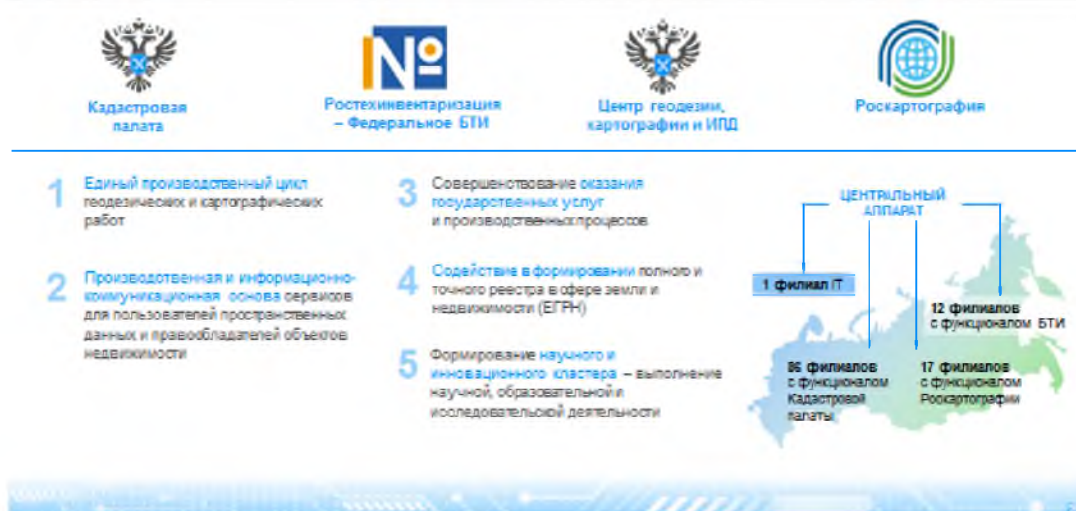 №
Кадастровая
палата
Ростехинвентаризация
– Федеральное БТИ
Центр геодезии,
картографии и ИПД
Роскартография
1
Единый производственный цикл
геодезических и картографических
работ
2
Производственная и информационно-
коммуникационная основа сервисов
для пользователей пространственных
данных и правообладателей объектов
недвижимости
3
Совершенствование оказания
государственных услуг
и производственных процессов
4
Содействие в формировании полного и
точного реестра в сфере земли и
недвижимости (ЕГРН)
5
Формирование научного и
инновационного кластера – выполнение
научной, образовательной и
исследовательской деятельности
ЦЕНТРАЛЬНЫЙ
АППАРАТ
1 филиал IT
12 филиалов
с функционалом БТИ
86 филиалов
с функционалом
Кадастровой
палаты
17 филиалов
с функционалом
Роскартографии